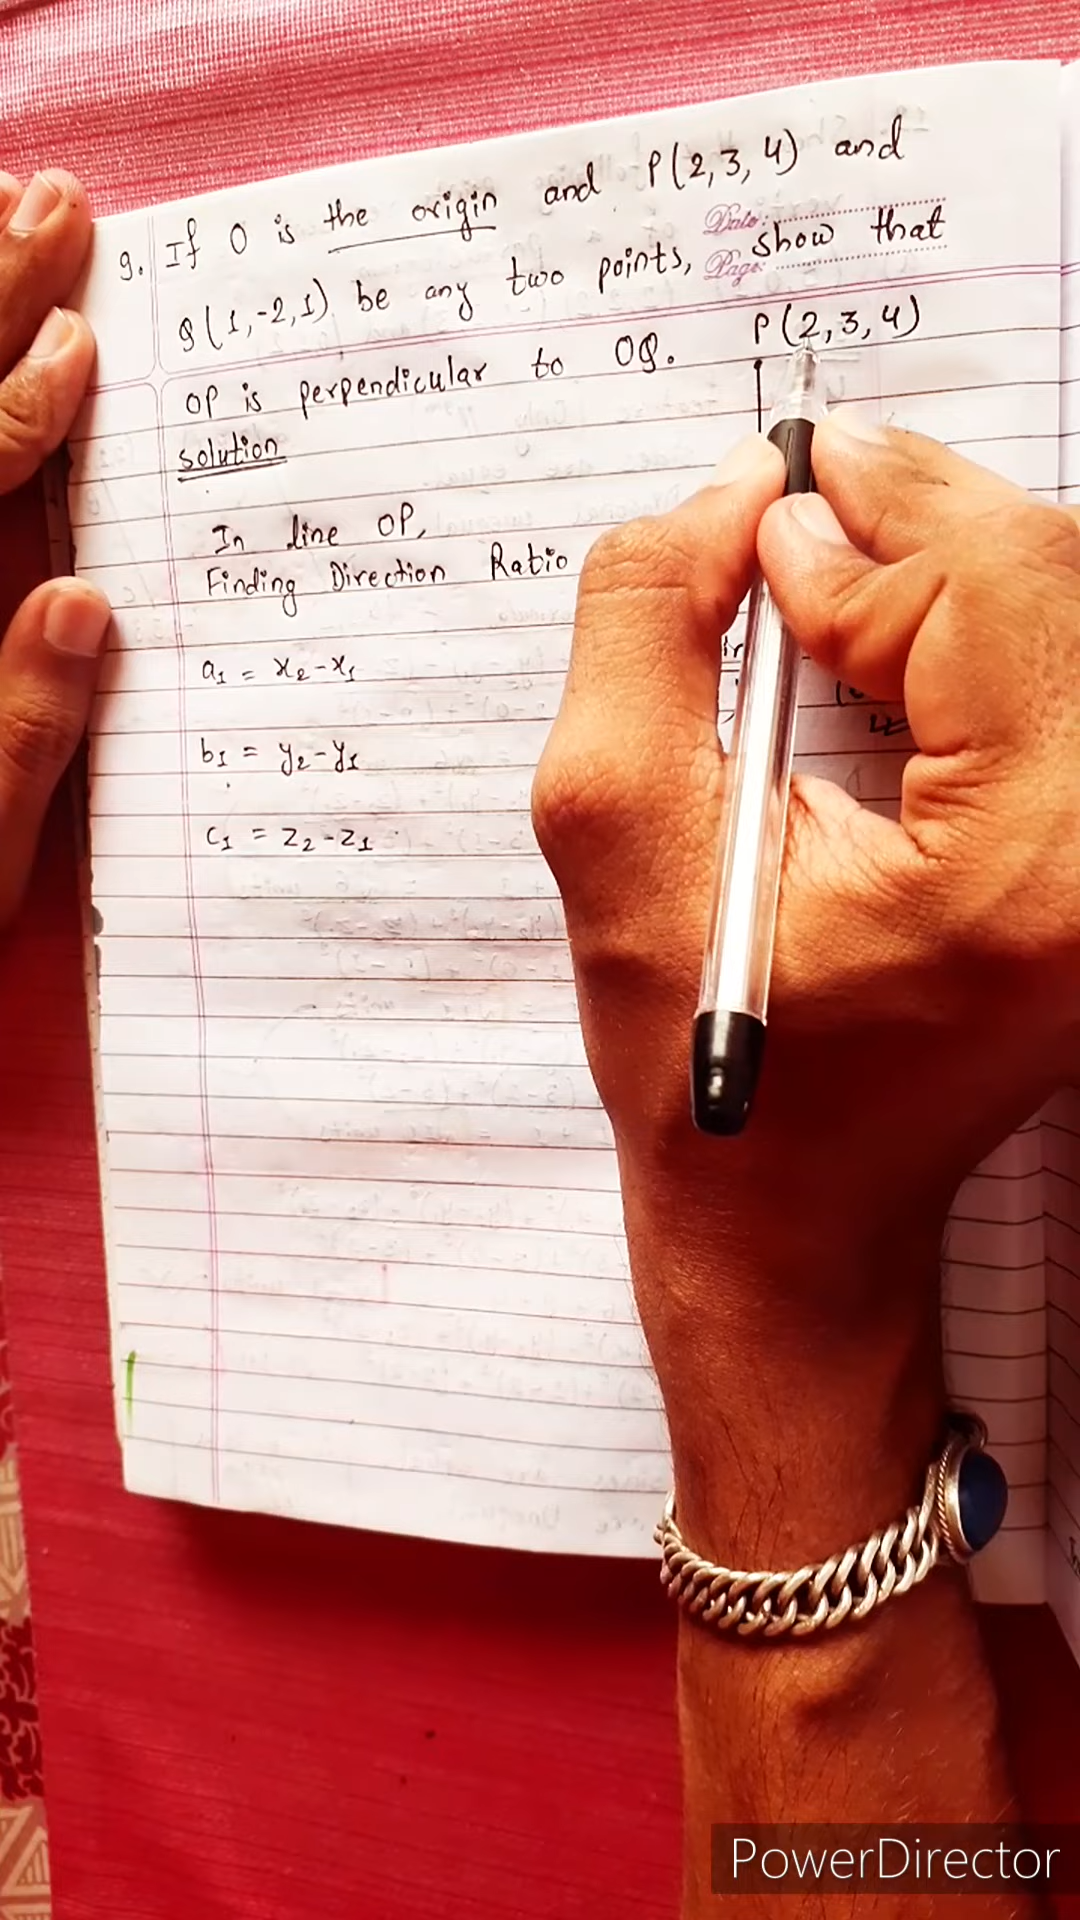 9. If O is the origin and P(2,3,4) and
Date:
Q(1,-2,1) be any two points, show that
Page:
OP is perpendicular to OQ. P(2,3,4)
solution
In line OP,
Finding Direction Ratio
a1 = x2-x1
b1 = y2-y1
c1 = z2-z1
PowerDirector